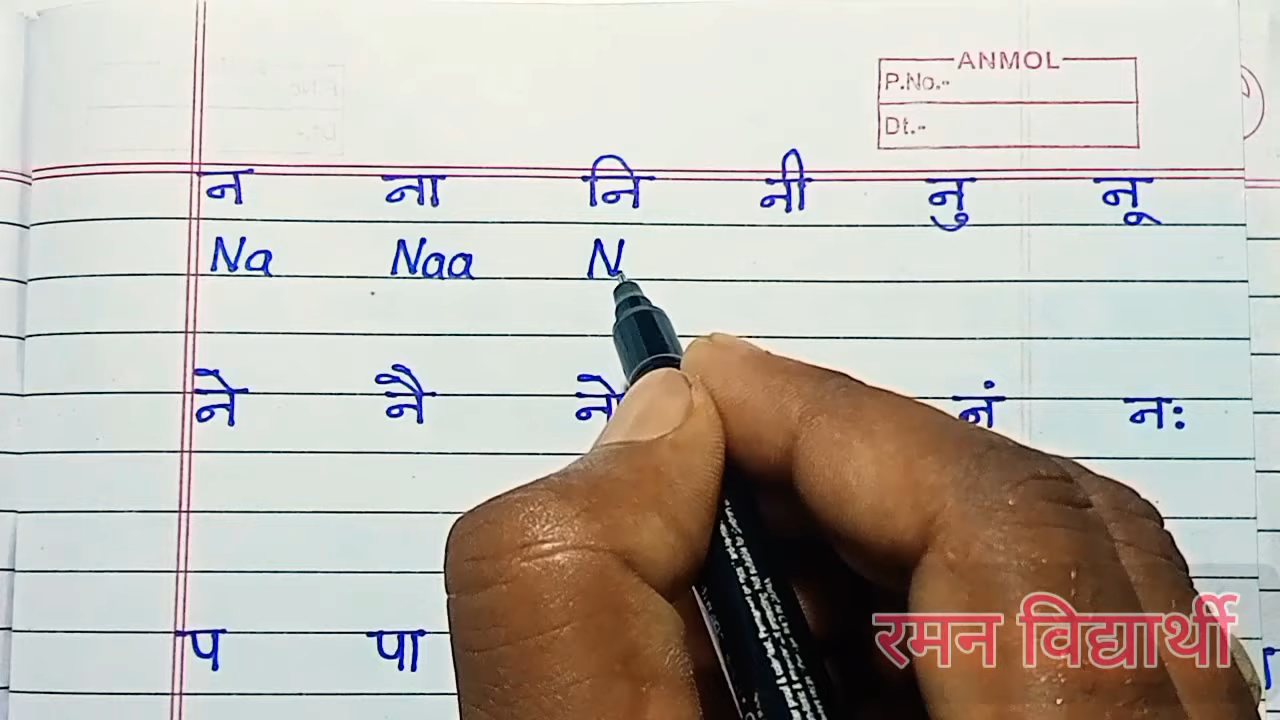 ANMOL
P.No.-
Dt.-
न ना नि नी नु नू
Na Naa N
ने नै नो नं नः
प पा
रमन विद्यार्थी